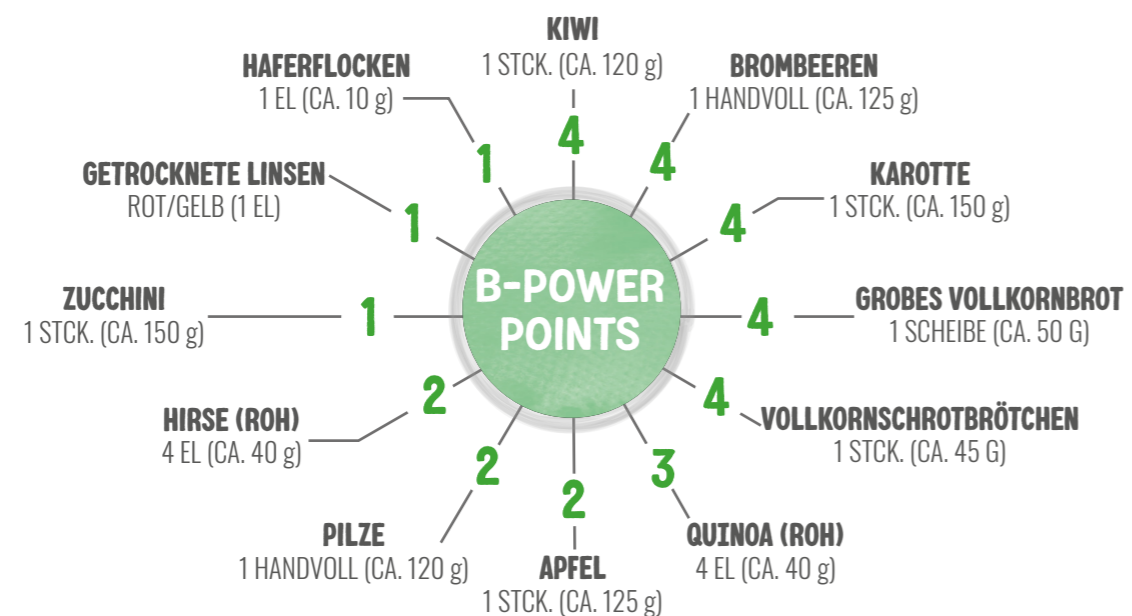 KIWI
1 STCK. (CA. 120 g)
4
BROMBEEREN
1 HANDVOLL (CA. 125 g)
4
KAROTTE
1 STCK. (CA. 150 g)
4
GROBES VOLLKORNBROT
1 SCHEIBE (CA. 50 G)
4
VOLLKORNSCHROTBRÖTCHEN
1 STCK. (CA. 45 G)
4
QUINOA (ROH)
4 EL (CA. 40 g)
3
APFEL
1 STCK. (CA. 125 g)
2
PILZE
1 HANDVOLL (CA. 120 g)
2
HIRSE (ROH)
4 EL (CA. 40 g)
2
ZUCCHINI
1 STCK. (CA. 150 g)
1
GETROCKNETE LINSEN
ROT/GELB (1 EL)
1
HAFERFLOCKEN
1 EL (CA. 10 g)
1
B-POWER
POINTS